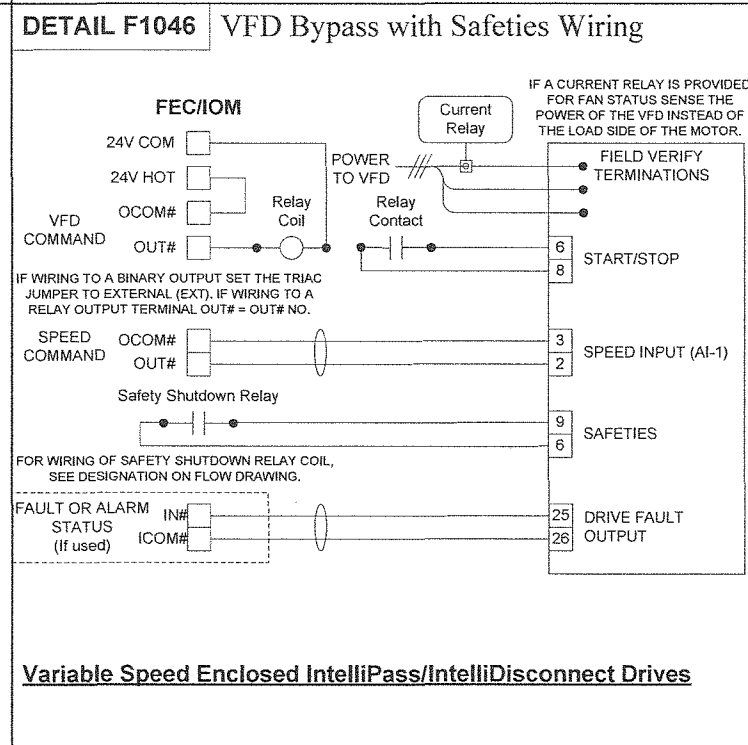 DETAIL F1046 VFD Bypass with Safeties Wiring
IF A CURRENT RELAY IS PROVIDED
FOR FAN STATUS SENSE THE
POWER OF THE VFD INSTEAD OF
THE LOAD SIDE OF THE MOTOR.
FEC/IOM
Current
Relay
24V COM
POWER
TO VFD
FIELD VERIFY
TERMINATIONS
24V HOT
OCOM#
Relay
Coil
Relay
Contact
VFD
COMMAND
OUT#
6
8
START/STOP
IF WIRING TO A BINARY OUTPUT SET THE TRIAC
JUMPER TO EXTERNAL (EXT). IF WIRING TO A
RELAY OUTPUT TERMINAL OUT# = OUT# NO.
SPEED
COMMAND
OCOM#
OUT#
3
2
SPEED INPUT (AI-1)
Safety Shutdown Relay
9
6
SAFETIES
FOR WIRING OF SAFETY SHUTDOWN RELAY COIL,
SEE DESIGNATION ON FLOW DRAWING.
FAULT OR ALARM
STATUS
(If used)
IN#
ICOM#
25
26
DRIVE FAULT
OUTPUT
Variable Speed Enclosed IntelliPass/IntelliDisconnect Drives